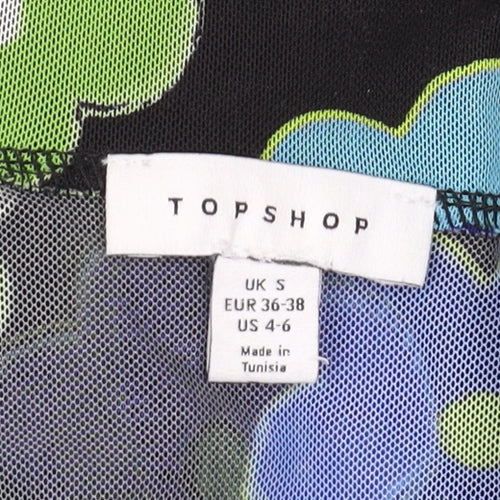 TOPSHOP
UK S
EUR 36-38
US 4-6
Made in
Tunisia